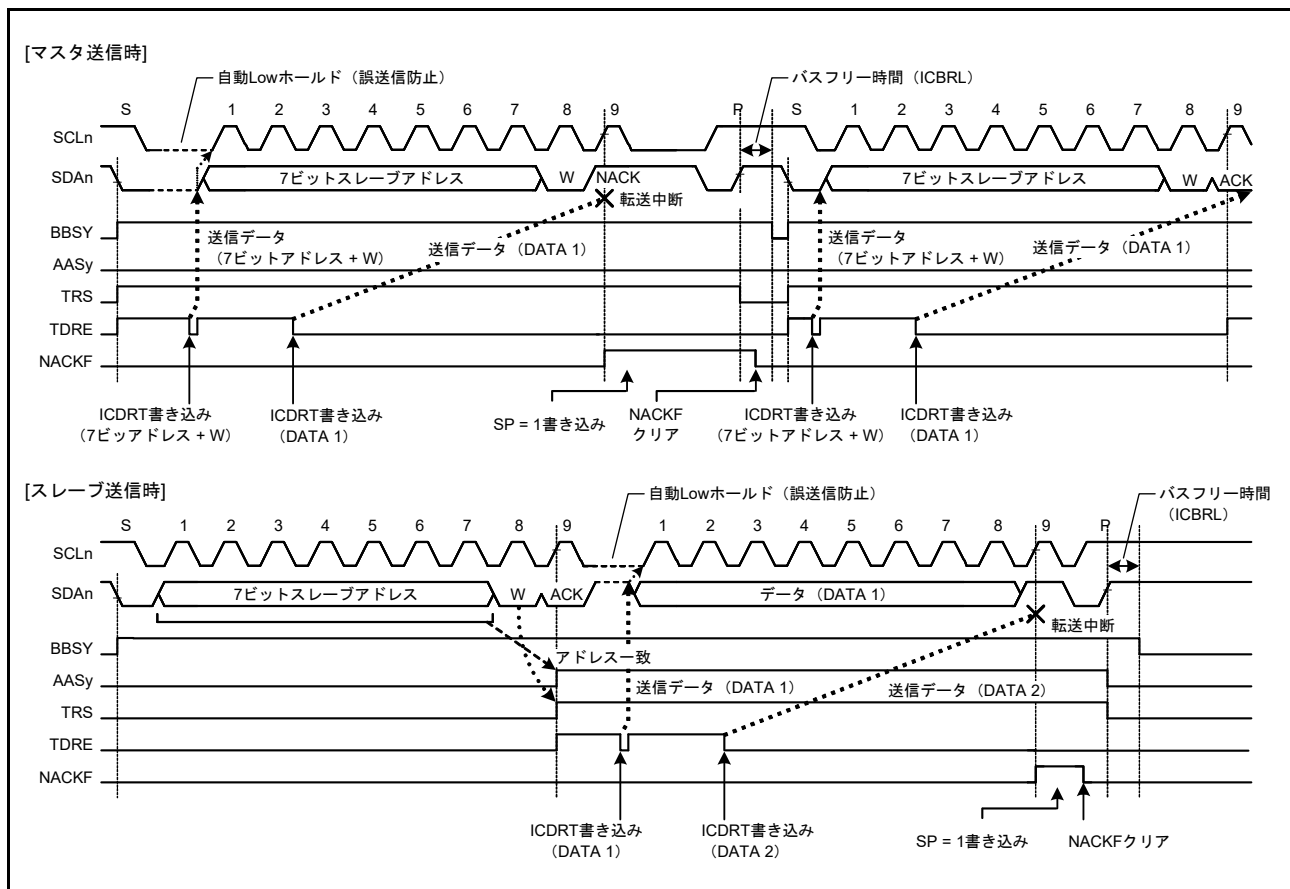 [マスタ送信時]
自動Lowホールド（誤送信防止）
バスフリー時間（ICBRL）
S 1 2 3 4 5 6 7 8 9 P S 1 2 3 4 5 6 7 8 9
SCLn
SDAn 7ビットスレーブアドレス W NACK 7ビットスレーブアドレス W ACK
転送中断
BBSY
送信データ
（7ビットアドレス + W）
送信データ（DATA 1）
送信データ
（7ビットアドレス + W）
送信データ（DATA 1）
AASy
TRS
TDRE
NACKF
ICDRT書き込み
（7ビッアドレス + W）
ICDRT書き込み
（DATA 1）
SP = 1書き込み
NACKF
クリア
ICDRT書き込み
（7ビットアドレス + W）
ICDRT書き込み
（DATA 1）
[スレーブ送信時]
自動Lowホールド（誤送信防止）
バスフリー時間
（ICBRL）
S 1 2 3 4 5 6 7 8 9 1 2 3 4 5 6 7 8 9 P
SCLn
SDAn 7ビットスレーブアドレス W ACK データ（DATA 1）
転送中断
BBSY
アドレス一致
AASy
送信データ（DATA 1） 送信データ（DATA 2）
TRS
TDRE
NACKF
ICDRT書き込み
（DATA 1）
ICDRT書き込み
（DATA 2）
SP = 1書き込み
NACKFクリア